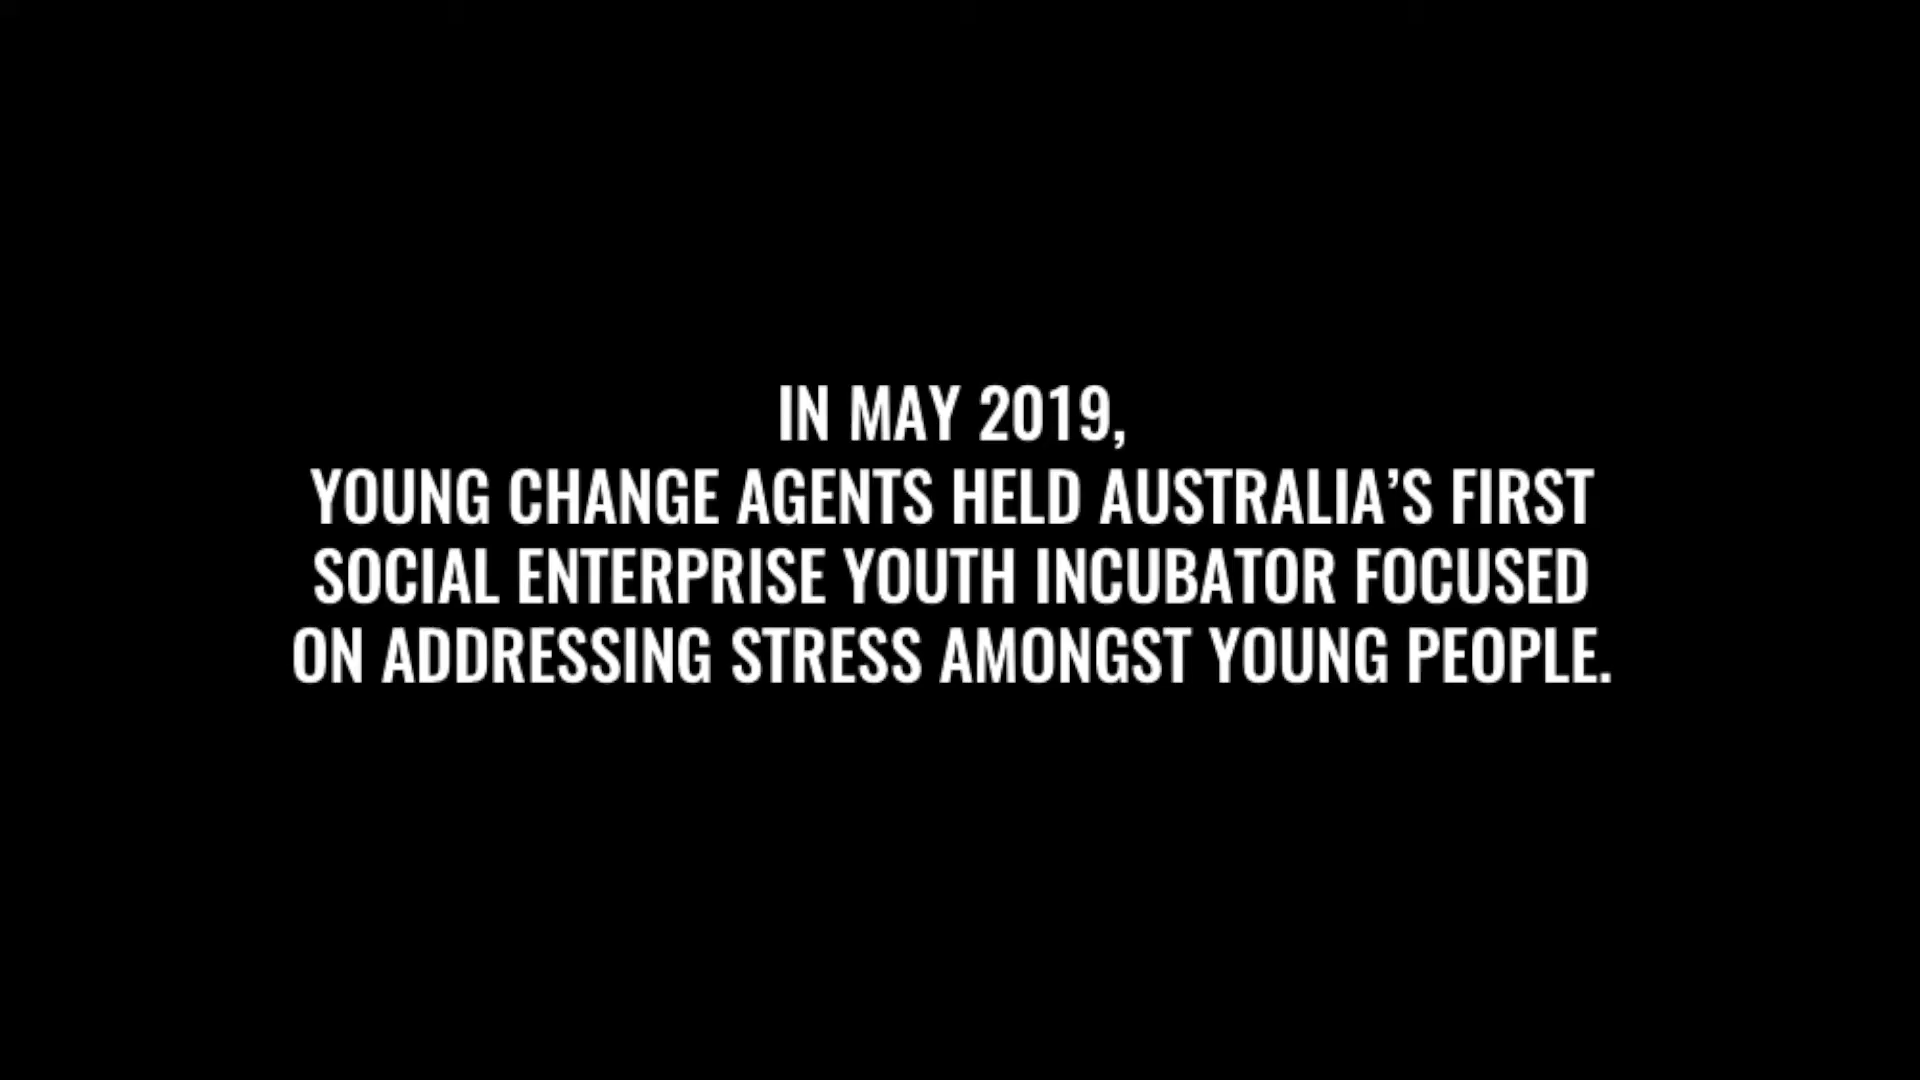 IN MAY 2019,
YOUNG CHANGE AGENTS HELD AUSTRALIA’S FIRST
SOCIAL ENTERPRISE YOUTH INCUBATOR FOCUSED
ON ADDRESSING STRESS AMONGST YOUNG PEOPLE.